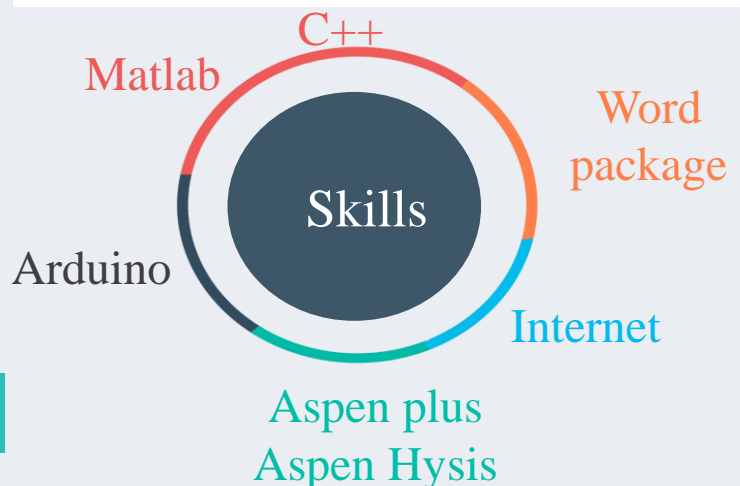 C++
Matlab
Word
package
Skills
Arduino
Internet
Aspen plus
Aspen Hysis